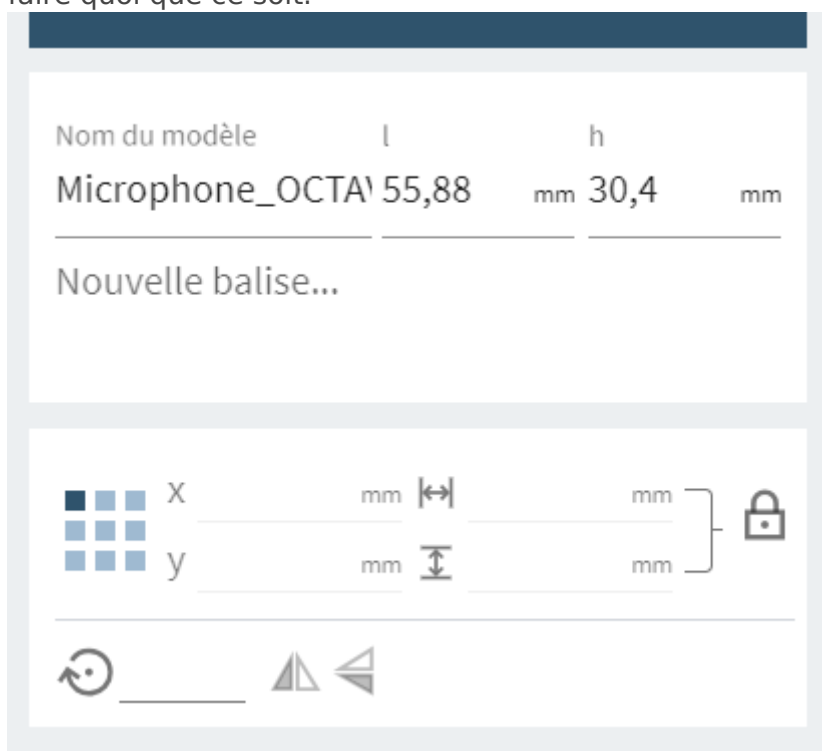 faire quoi que ce soit.
Nom du modèle l h
Microphone_OCTA 55,88 mm 30,4 mm
Nouvelle balise...
x mm mm
y mm mm